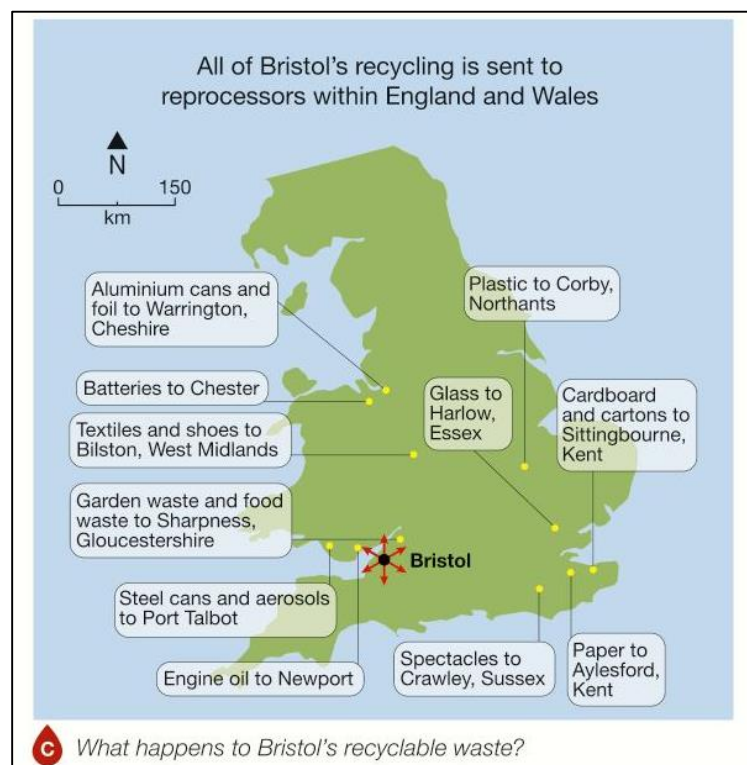 All of Bristol's recycling is sent to
reprocessors within England and Wales
N
0 150
km
Aluminium cans and
foil to Warrington,
Cheshire
Plastic to Corby,
Northants
Batteries to Chester
Glass to
Harlow,
Essex
Cardboard
and cartons to
Sittingbourne,
Kent
Textiles and shoes to
Bilston, West Midlands
Garden waste and food
waste to Sharpness,
Gloucestershire
Bristol
Steel cans and aerosols
to Port Talbot
Engine oil to Newport
Spectacles to
Crawley, Sussex
Paper to
Aylesford,
Kent
C What happens to Bristol's recyclable waste?